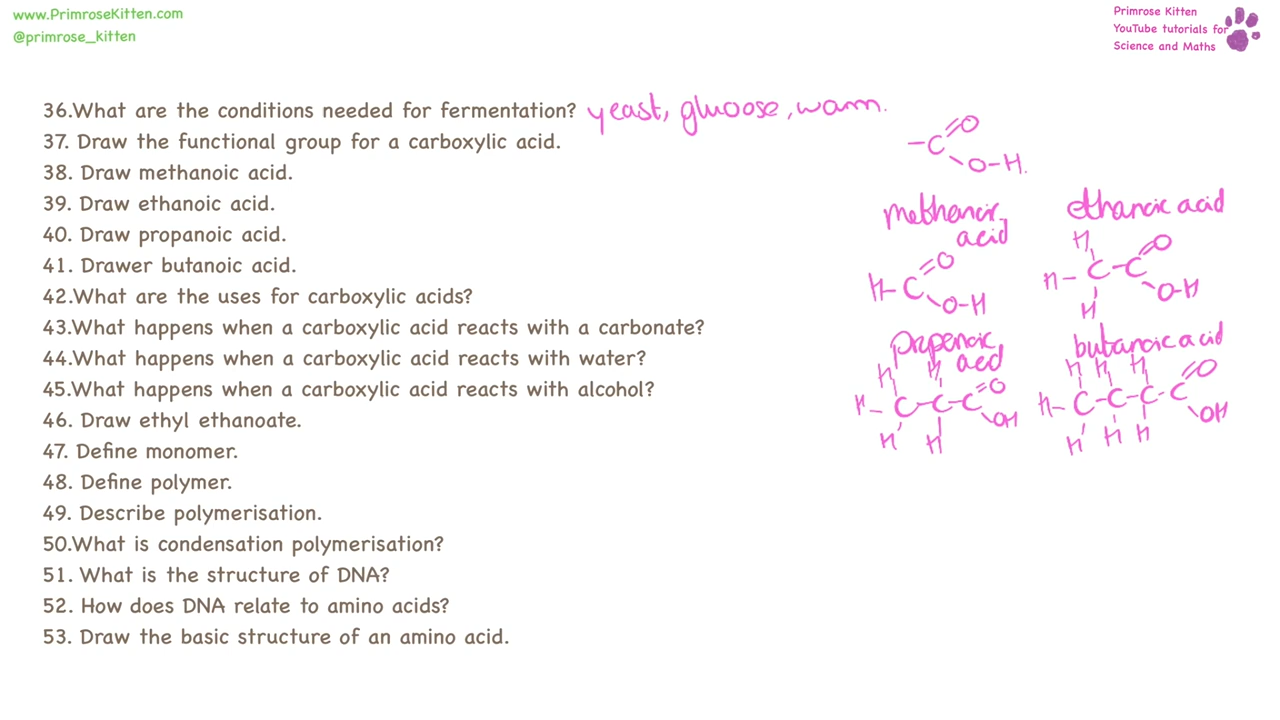 www.PrimroseKitten.com
@primrose_kitten
Primrose Kitten
YouTube tutorials for
Science and Maths
36.What are the conditions needed for fermentation? yeast, glucose, warm.
37. Draw the functional group for a carboxylic acid.
38. Draw methanoic acid.
39. Draw ethanoic acid.
40. Draw propanoic acid.
41. Drawer butanoic acid.
42.What are the uses for carboxylic acids?
43.What happens when a carboxylic acid reacts with a carbonate?
44.What happens when a carboxylic acid reacts with water?
45.What happens when a carboxylic acid reacts with alcohol?
46. Draw ethyl ethanoate.
47. Define monomer.
48. Define polymer.
49. Describe polymerisation.
50.What is condensation polymerisation?
51. What is the structure of DNA?
52. How does DNA relate to amino acids?
53. Draw the basic structure of an amino acid.
O
-C
O-H.
methanoic
acid
O
H-C
O-H
ethanoic acid
H
O
H-C-C
O-H
H
propanoic
acid
H H
O
H-C-C-C
OH
H H
butanoic acid
H H H
O
H-C-C-C-C
OH
H H H